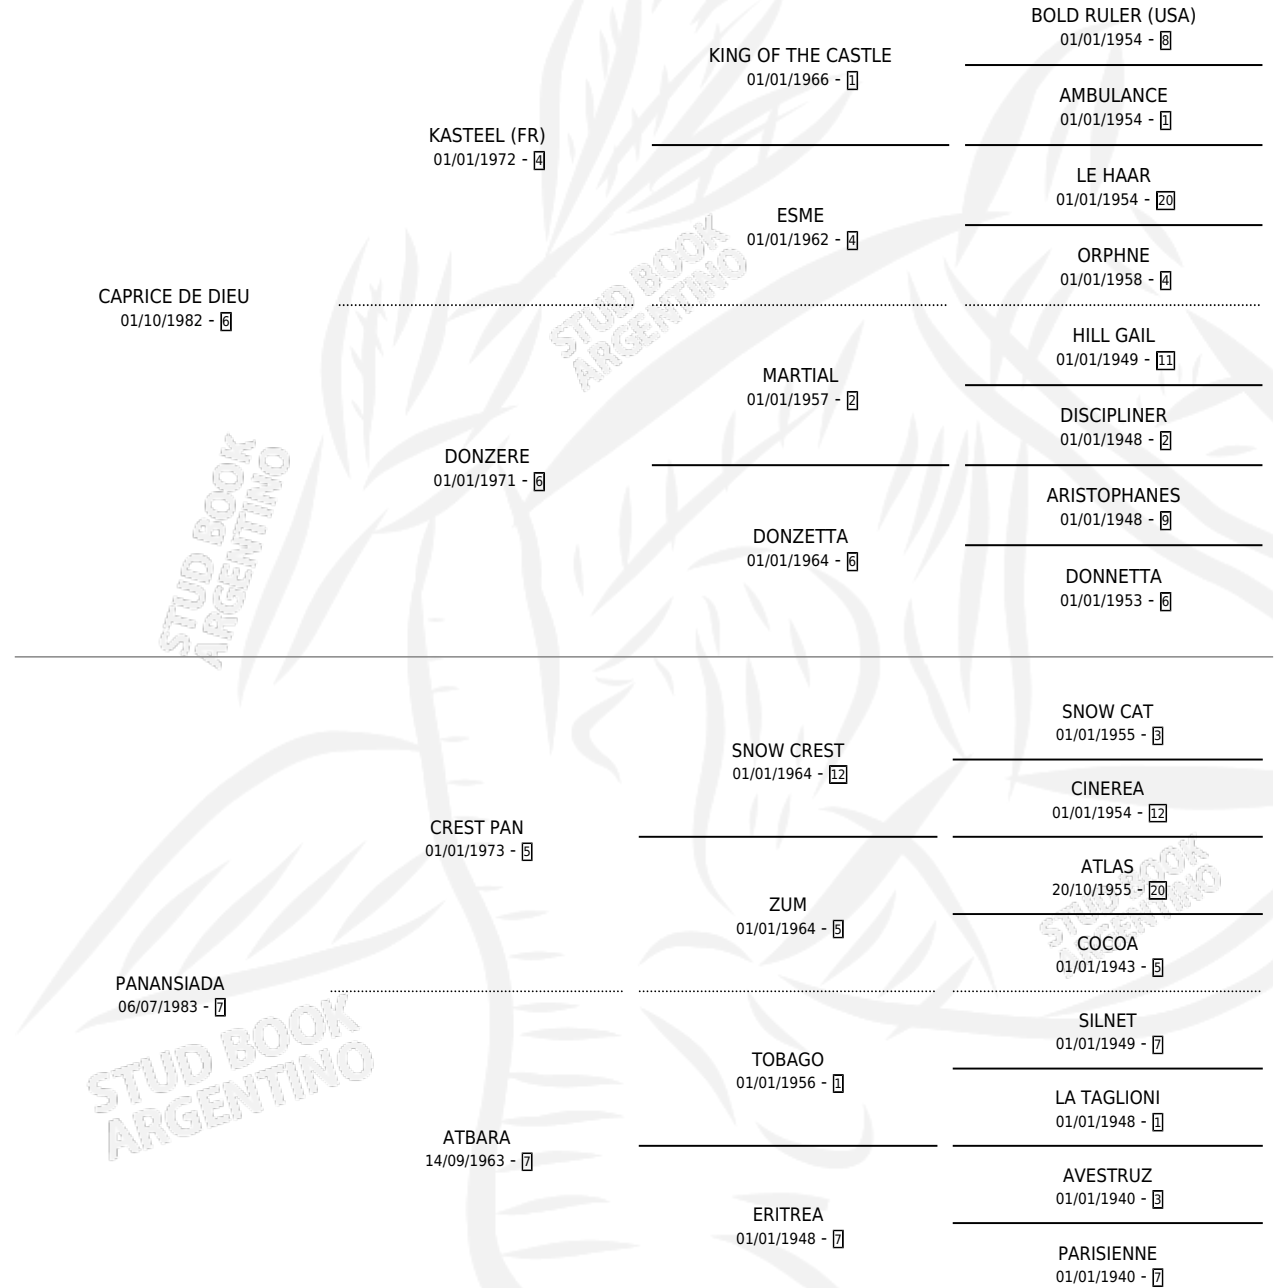 BOLD RULER (USA)
01/01/1954 - 8
KING OF THE CASTLE
01/01/1966 - 1
AMBULANCE
01/01/1954 - 1
KASTEEL (FR)
01/01/1972 - 4
LE HAAR
01/01/1954 - 20
ESME
01/01/1962 - 4
ORPHNE
01/01/1958 - 4
CAPRICE DE DIEU
01/10/1982 - 6
HILL GAIL
01/01/1949 - 11
MARTIAL
01/01/1957 - 2
DISCIPLINER
01/01/1948 - 2
DONZERE
01/01/1971 - 6
ARISTOPHANES
01/01/1948 - 9
DONZETTA
01/01/1964 - 6
DONNETTA
01/01/1953 - 6
SNOW CAT
01/01/1955 - 3
SNOW CREST
01/01/1964 - 12
CINEREA
01/01/1954 - 12
CREST PAN
01/01/1973 - 5
ATLAS
20/10/1955 - 20
ZUM
01/01/1964 - 5
COCOA
01/01/1943 - 5
PANANSIADA
06/07/1983 - 7
SILNET
01/01/1949 - 7
TOBAGO
01/01/1956 - 1
LA TAGLIONI
01/01/1948 - 1
ATBARA
14/09/1963 - 7
AVESTRUZ
01/01/1940 - 3
ERITREA
01/01/1948 - 7
PARISIENNE
01/01/1940 - 7
STUD BOOK
ARGENTINO
STUD BOOK
ARGENTINO
STUD BOOK
ARGENTINO
STUD BOOK
ARGENTINO